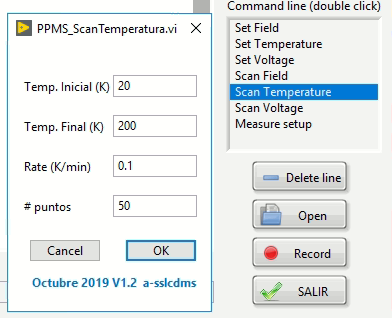 PPMS_ScanTemperatura.vi
Temp. Inicial (K) 20
Temp. Final (K) 200
Rate (K/min) 0.1
# puntos 50
Cancel OK
Octubre 2019 V1.2 a-sslcdms
Command line (double click)
Set Field
Set Temperature
Set Voltage
Scan Field
Scan Temperature
Scan Voltage
Measure setup
Delete line
Open
Record
SALIR